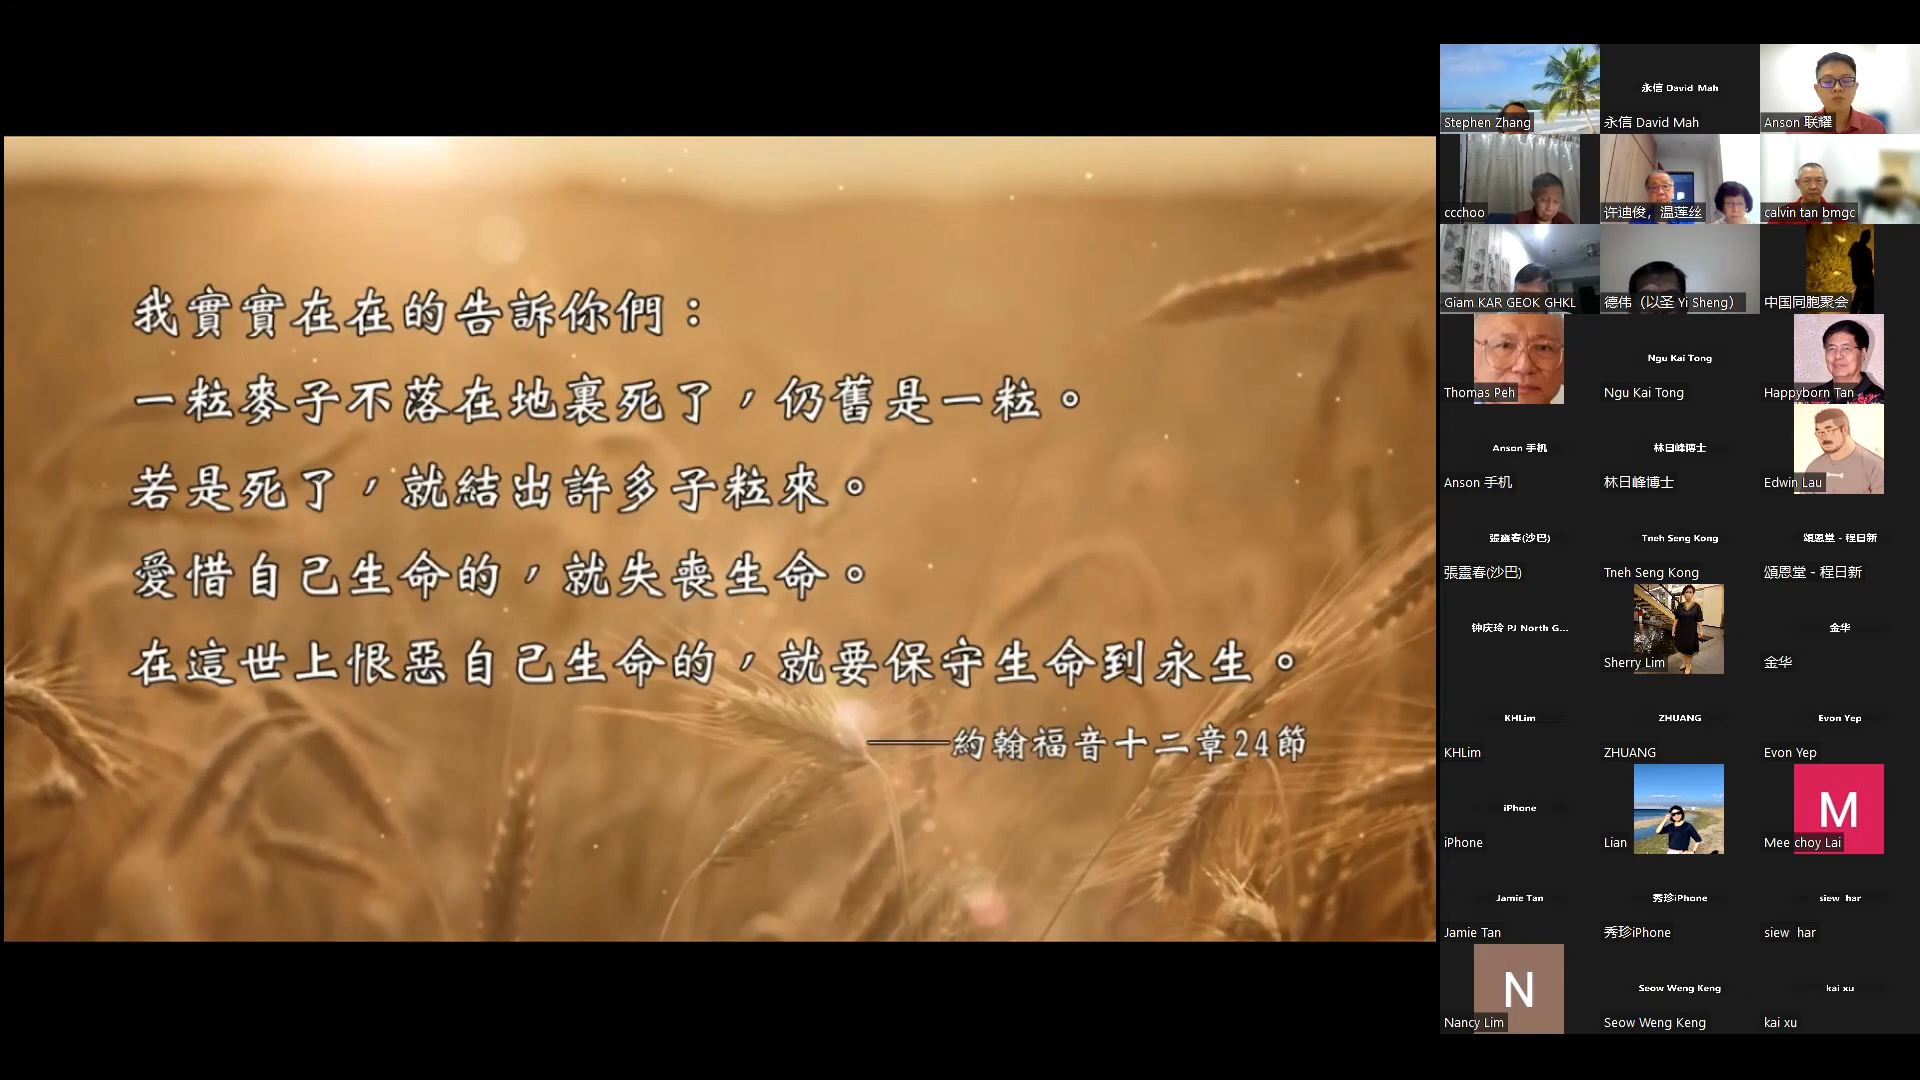 我實實在在的告訴你們：
一粒麥子不落在地裏死了，仍舊是一粒。
若是死了，就結出許多子粒來。
愛惜自己生命的，就失喪生命。
在這世上恨惡自己生命的，就要保守生命到永生。
——約翰福音十二章24節
Stephen Zhang
永信 David Mah
永信 David Mah
Anson 联耀
ccchoo
许迪俊，温莲丝
calvin tan bmgc
Giam KAR GEOK GHKL
德伟（以圣 Yi Sheng）
中国同胞聚会
Thomas Peh
Ngu Kai Tong
Ngu Kai Tong
Happyborn Tan
Anson 手机
Anson 手机
林日峰博士
林日峰博士
Edwin Lau
張靈春(沙巴)
張靈春(沙巴)
Tneh Seng Kong
Tneh Seng Kong
頌恩堂 - 程日新
頌恩堂 - 程日新
钟庆玲 PJ North G...
Sherry Lim
金华
金华
KHLim
KHLim
ZHUANG
ZHUANG
Evon Yep
Evon Yep
iPhone
iPhone
Lian
M
Mee choy Lai
Jamie Tan
Jamie Tan
秀珍iPhone
秀珍iPhone
siew har
siew har
N
Nancy Lim
Seow Weng Keng
Seow Weng Keng
kai xu
kai xu